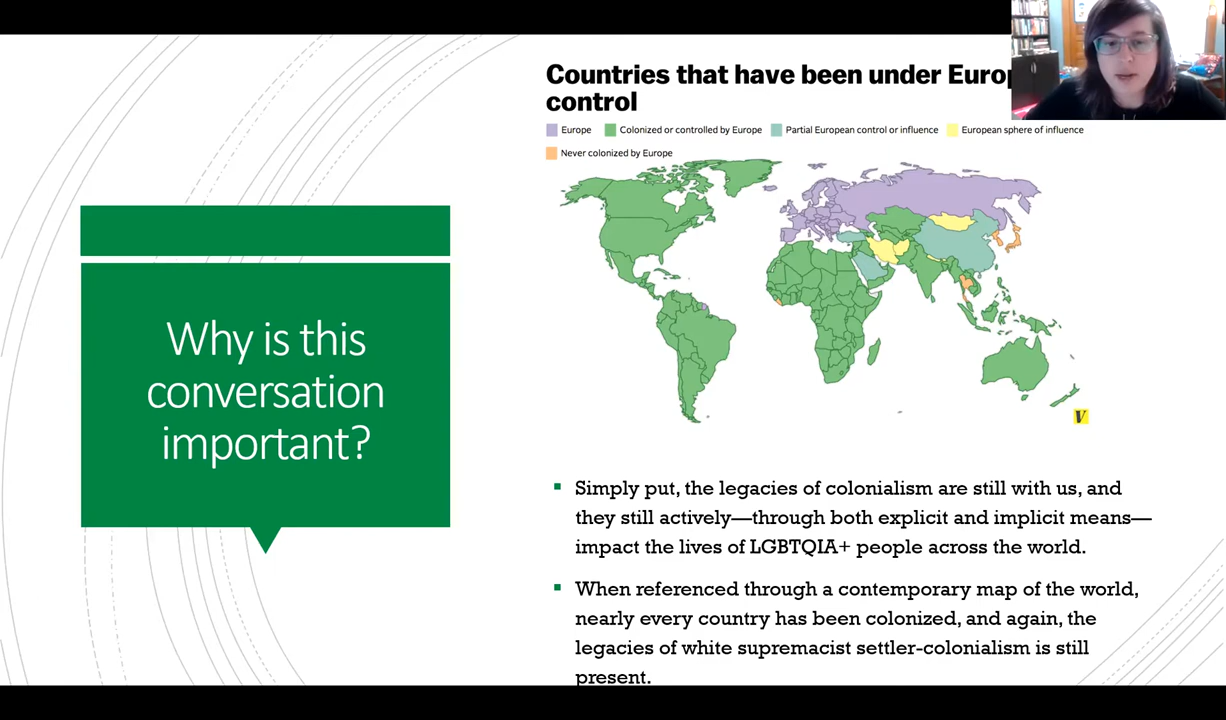 Countries that have been under
control
Europe Colonized or controlled by Europe Partial European control or influence European sphere of influence
Never colonized by Europe
Why is this
conversation
important?
V
Simply put, the legacies of colonialism are still with us, and
they still actively—through both explicit and implicit means—
impact the lives of LGBTQIA+ people across the world.
When referenced through a contemporary map of the world,
nearly every country has been colonized, and again, the
legacies of white supremacist settler-colonialism is still
present.